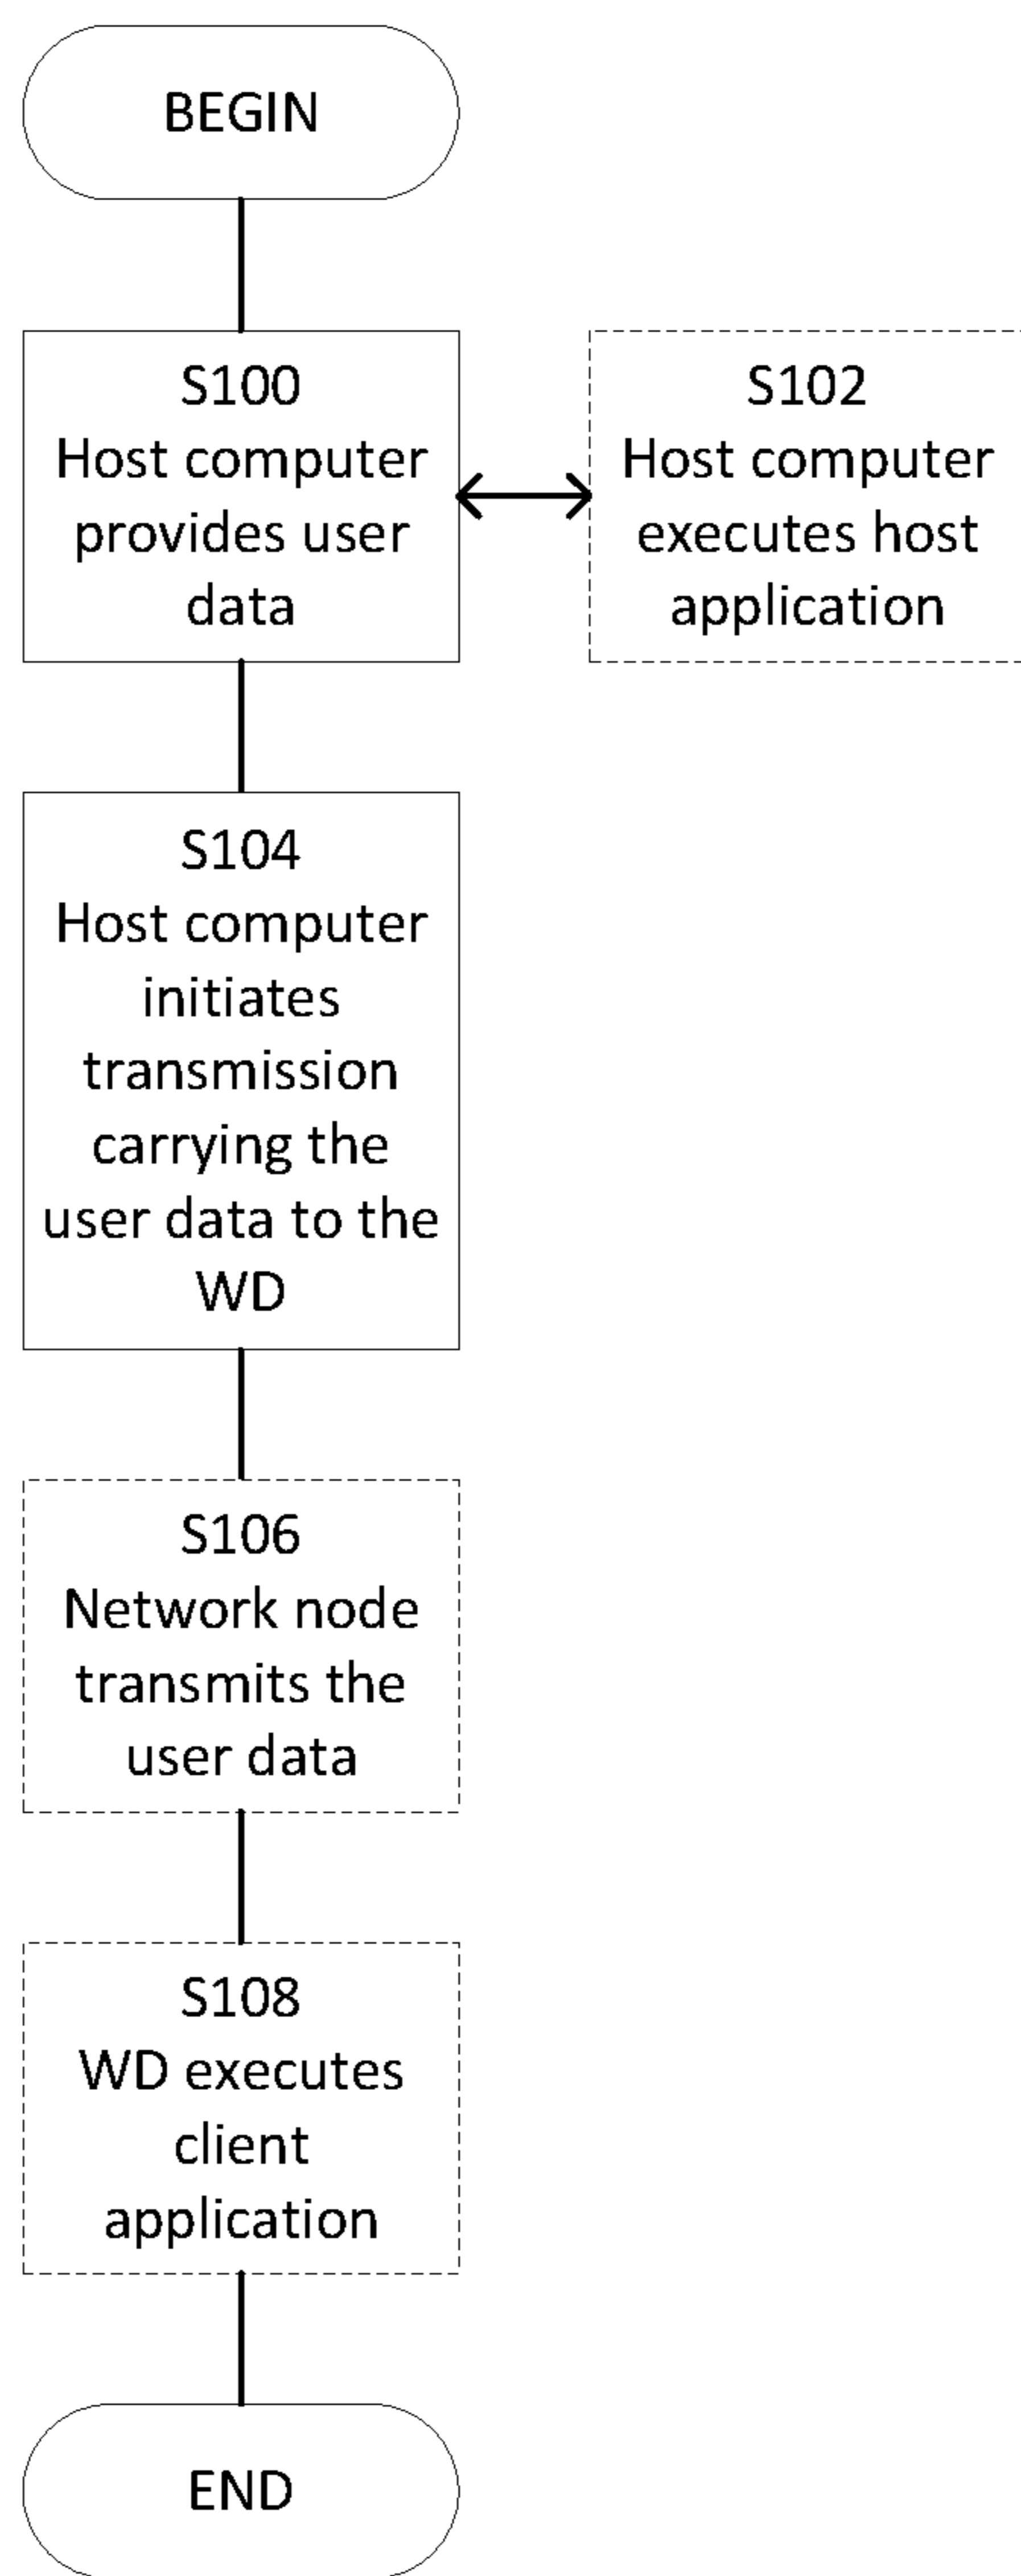 BEGIN
S100
Host computer
provides user
data
S102
Host computer
executes host
application
S104
Host computer
initiates
transmission
carrying the
user data to the
WD
S106
Network node
transmits the
user data
S108
WD executes
client
application
END